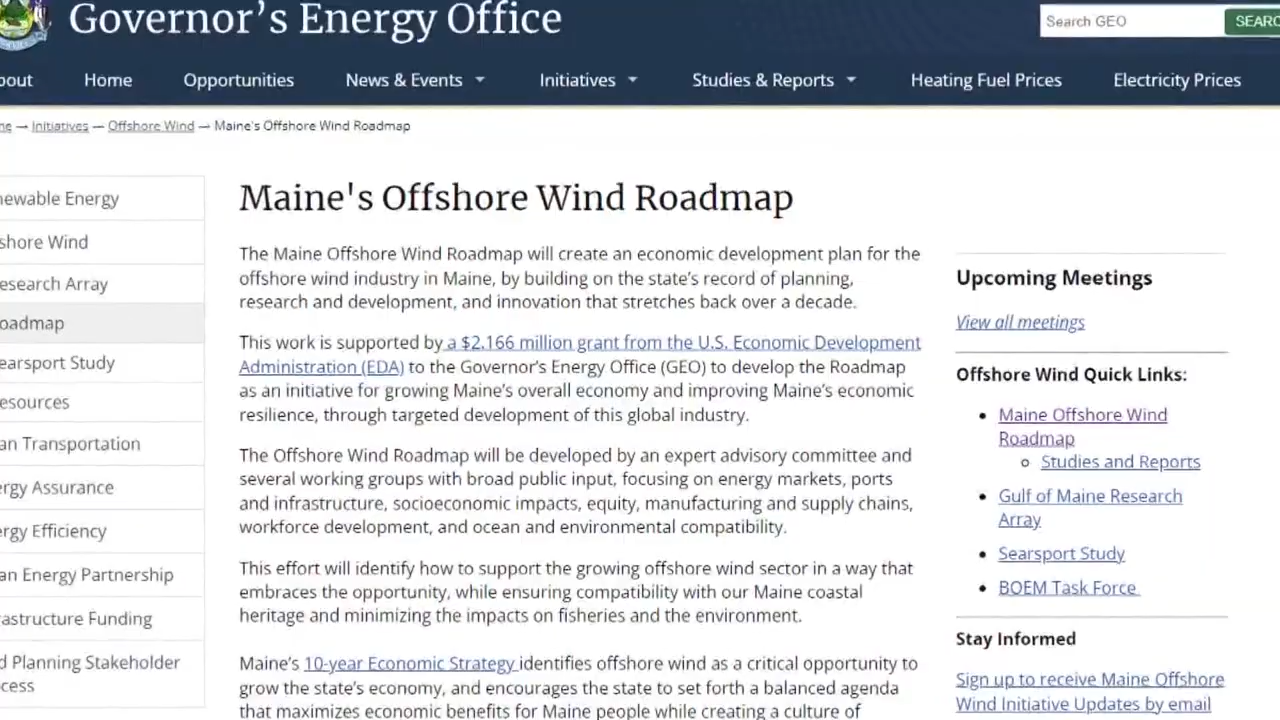 Governor's Energy Office
Search GEO
SEARC
out
Home
Opportunities
News & Events
Initiatives
Studies & Reports
Heating Fuel Prices
Electricity Prices
me → Initiatives → Offshore Wind → Maine's Offshore Wind Roadmap
newable Energy
shore Wind
esearch Array
oadmap
earsport Study
esources
an Transportation
ergy Assurance
rgy Efficiency
an Energy Partnership
rastructure Funding
d Planning Stakeholder
cess
Maine's Offshore Wind Roadmap
The Maine Offshore Wind Roadmap will create an economic development plan for the
offshore wind industry in Maine, by building on the state's record of planning,
research and development, and innovation that stretches back over a decade.
This work is supported by a $2.166 million grant from the U.S. Economic Development
Administration (EDA) to the Governor's Energy Office (GEO) to develop the Roadmap
as an initiative for growing Maine's overall economy and improving Maine's economic
resilience, through targeted development of this global industry.
The Offshore Wind Roadmap will be developed by an expert advisory committee and
several working groups with broad public input, focusing on energy markets, ports
and infrastructure, socioeconomic impacts, equity, manufacturing and supply chains,
workforce development, and ocean and environmental compatibility.
This effort will identify how to support the growing offshore wind sector in a way that
embraces the opportunity, while ensuring compatibility with our Maine coastal
heritage and minimizing the impacts on fisheries and the environment.
Maine's 10-year Economic Strategy identifies offshore wind as a critical opportunity to
grow the state's economy, and encourages the state to set forth a balanced agenda
that maximizes economic benefits for Maine people while creating a culture of
Upcoming Meetings
View all meetings
Offshore Wind Quick Links:
Maine Offshore Wind
Roadmap
Studies and Reports
Gulf of Maine Research
Array
Searsport Study
BOEM Task Force
Stay Informed
Sign up to receive Maine Offshore
Wind Initiative Updates by email